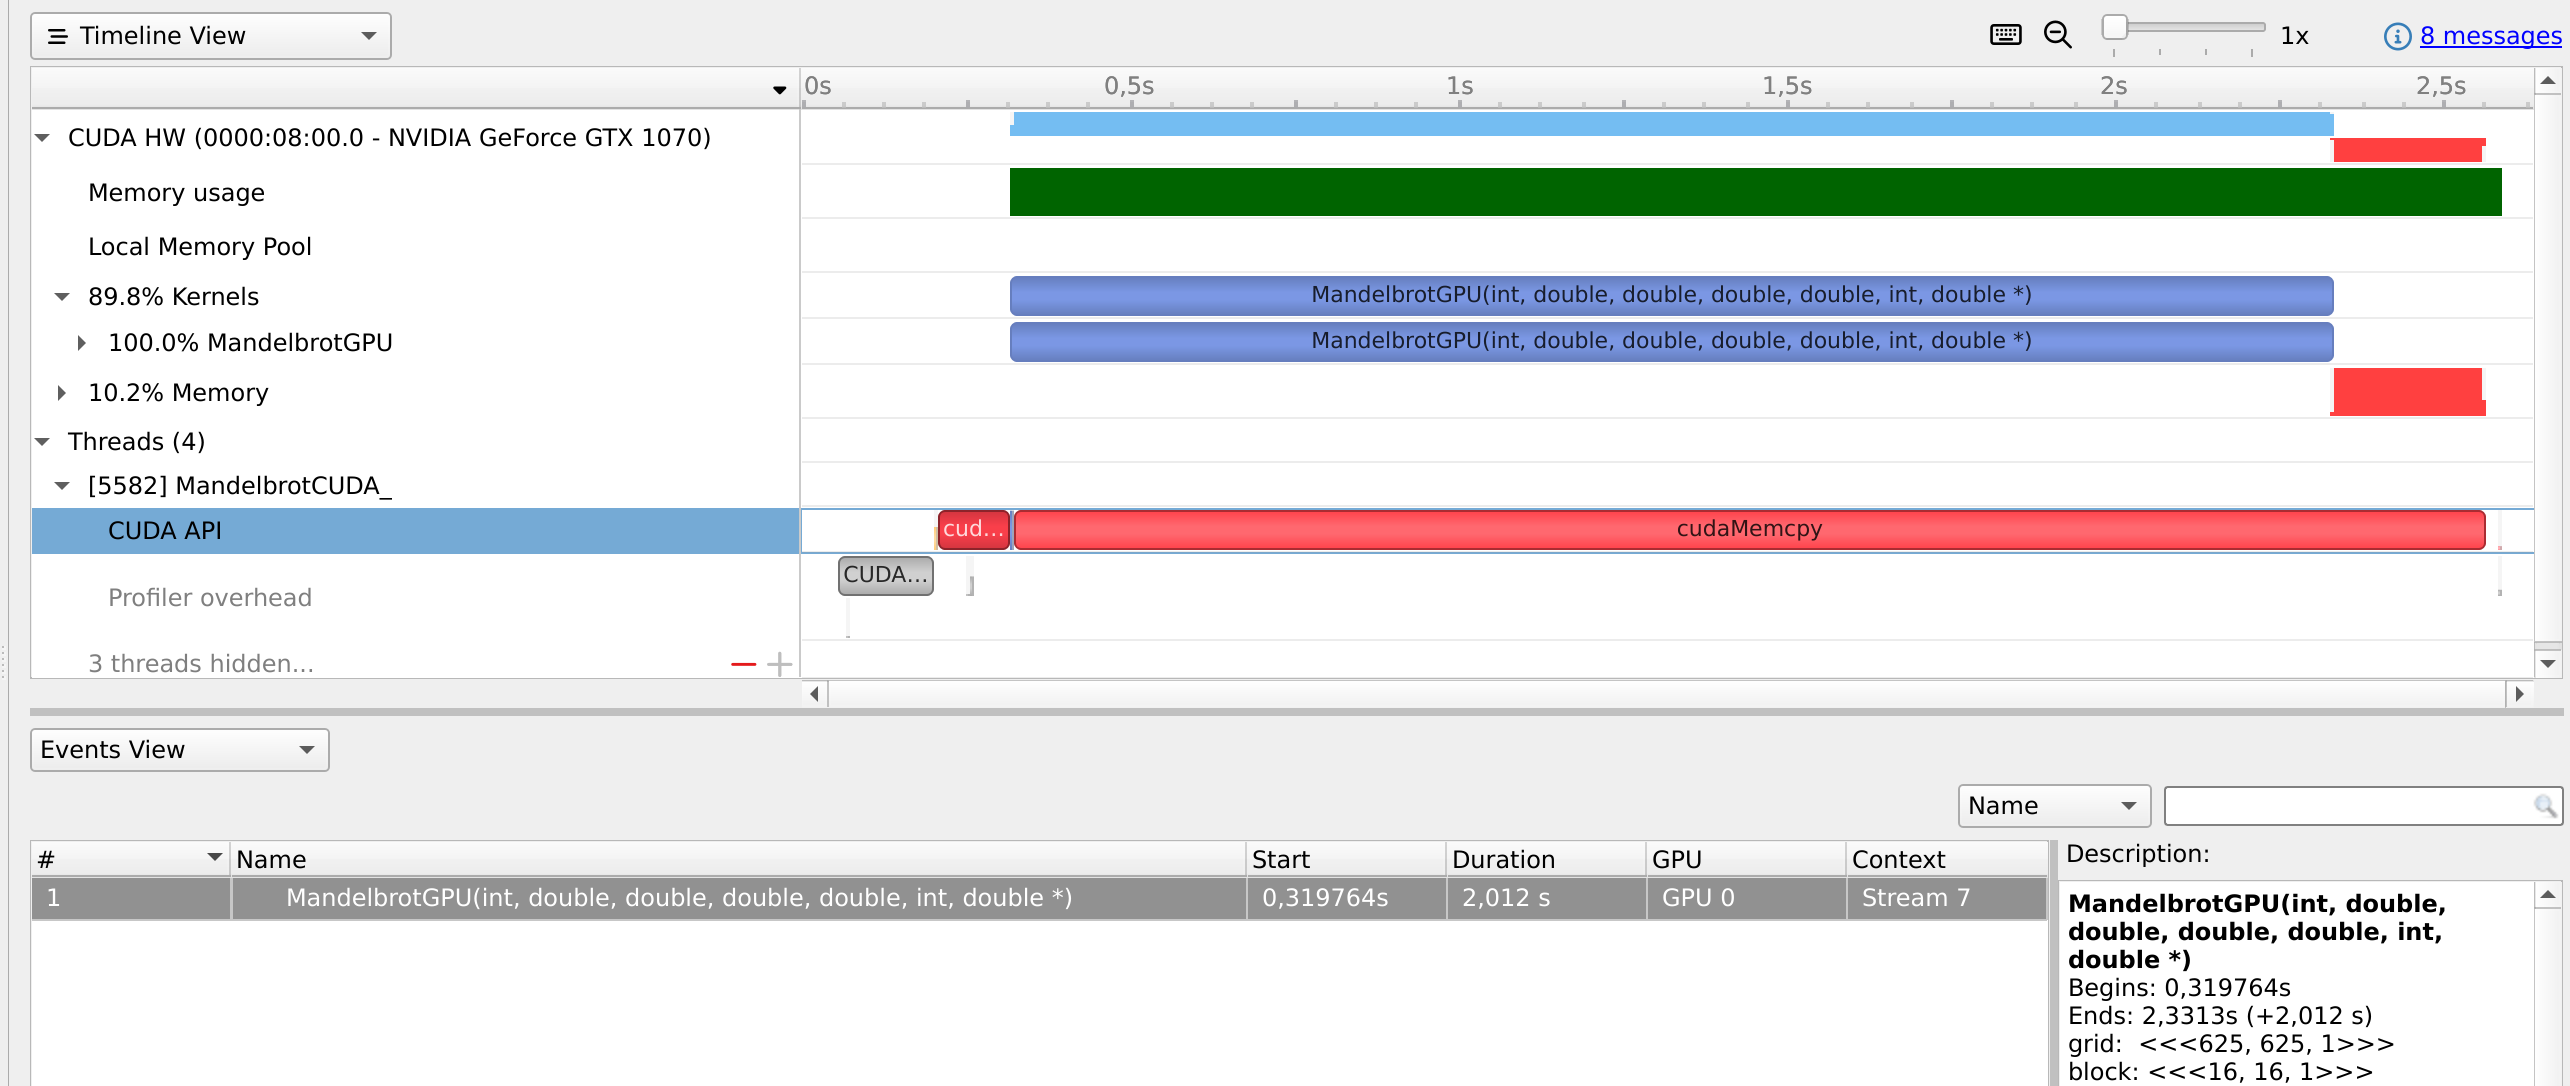 Timeline View
1x
8 messages
0s 0,5s 1s 1,5s 2s 2,5s
CUDA HW (0000:08:00.0 - NVIDIA GeForce GTX 1070)
Memory usage
Local Memory Pool
89.8% Kernels
MandelbrotGPU(int, double, double, double, double, int, double *)
100.0% MandelbrotGPU
MandelbrotGPU(int, double, double, double, double, int, double *)
10.2% Memory
Threads (4)
[5582] MandelbrotCUDA_
CUDA API
cud... cudaMemcpy
CUDA...
Profiler overhead
3 threads hidden...
Events View
Name
# Name Start Duration GPU Context
1 MandelbrotGPU(int, double, double, double, double, int, double *) 0,319764s 2,012 s GPU 0 Stream 7
Description:
MandelbrotGPU(int, double,
double, double, double, int,
double *)
Begins: 0,319764s
Ends: 2,3313s (+2,012 s)
grid: <<<625, 625, 1>>>
block: <<<16, 16, 1>>>